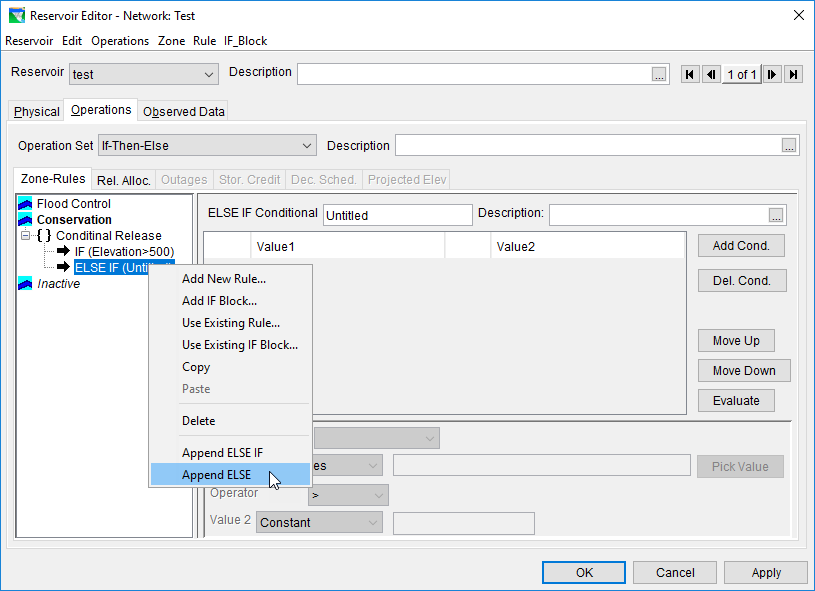 Reservoir Editor - Network: Test
Reservoir Edit Operations Zone Rule IF_Block
Reservoir test Description ... 1 of 1
Physical Operations Observed Data
Operation Set If-Then-Else Description ...
Zone-Rules Rel. Alloc. Outages Stor. Credit Dec. Sched. Projected Elev
Flood Control
Conservation
{ } Conditinal Release
IF (Elevation>500)
ELSE IF (Untitled)
Inactive
ELSE IF Conditional Untitled Description: ...
Value1 Value2
Add Cond.
Del. Cond.
Move Up
Move Down
Evaluate
Add New Rule...
Add IF Block...
Use Existing Rule...
Use Existing IF Block...
Copy
Paste
Delete
Append ELSE IF
Append ELSE
es Pick Value
Operator >
Value 2 Constant
OK Cancel Apply